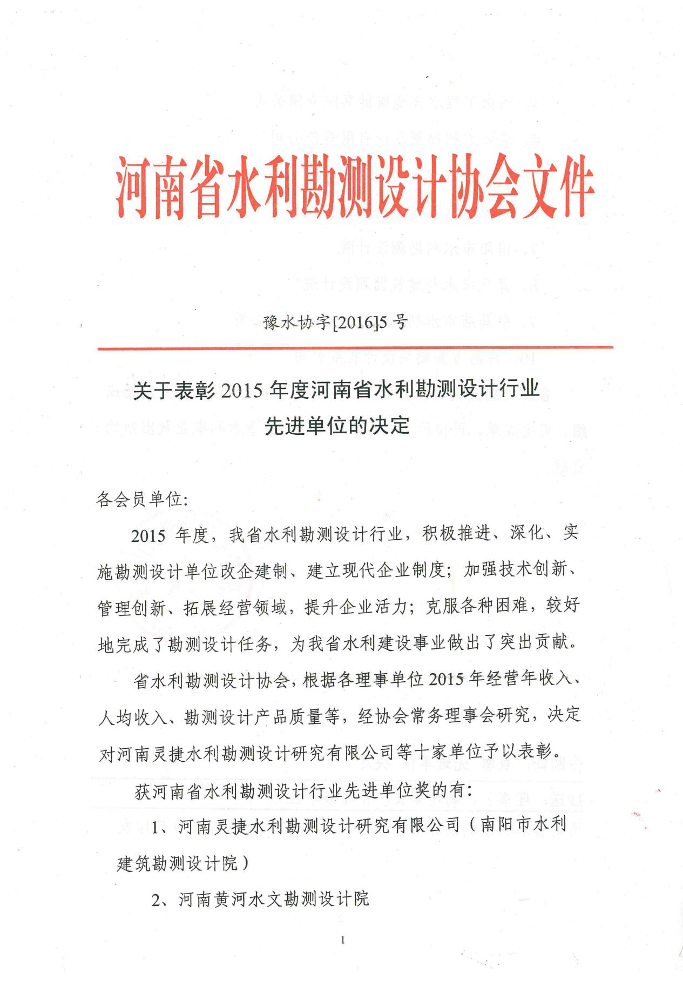 河南省水利勘测设计协会文件
豫水协字[2016]5号
关于表彰2015年度河南省水利勘测设计行业
先进单位的决定
各会员单位:
2015 年度，我省水利勘测设计行业，积极推进、深化、实
施勘测设计单位改企建制、建立现代企业制度；加强技术创新、
管理创新、拓展经营领域，提升企业活力；克服各种困难，较好
地完成了勘测设计任务，为我省水利建设事业做出了突出贡献。
省水利勘测设计协会，根据各理事单位2015年经营年收入、
人均收入、勘测设计产品质量等，经协会常务理事会研究，决定
对河南灵捷水利勘测设计研究有限公司等十家单位予以表彰。
获河南省水利勘测设计行业先进单位奖的有：
1、河南灵捷水利勘测设计研究有限公司（南阳市水利
建筑勘测设计院）
2、河南黄河水文勘测设计院
1